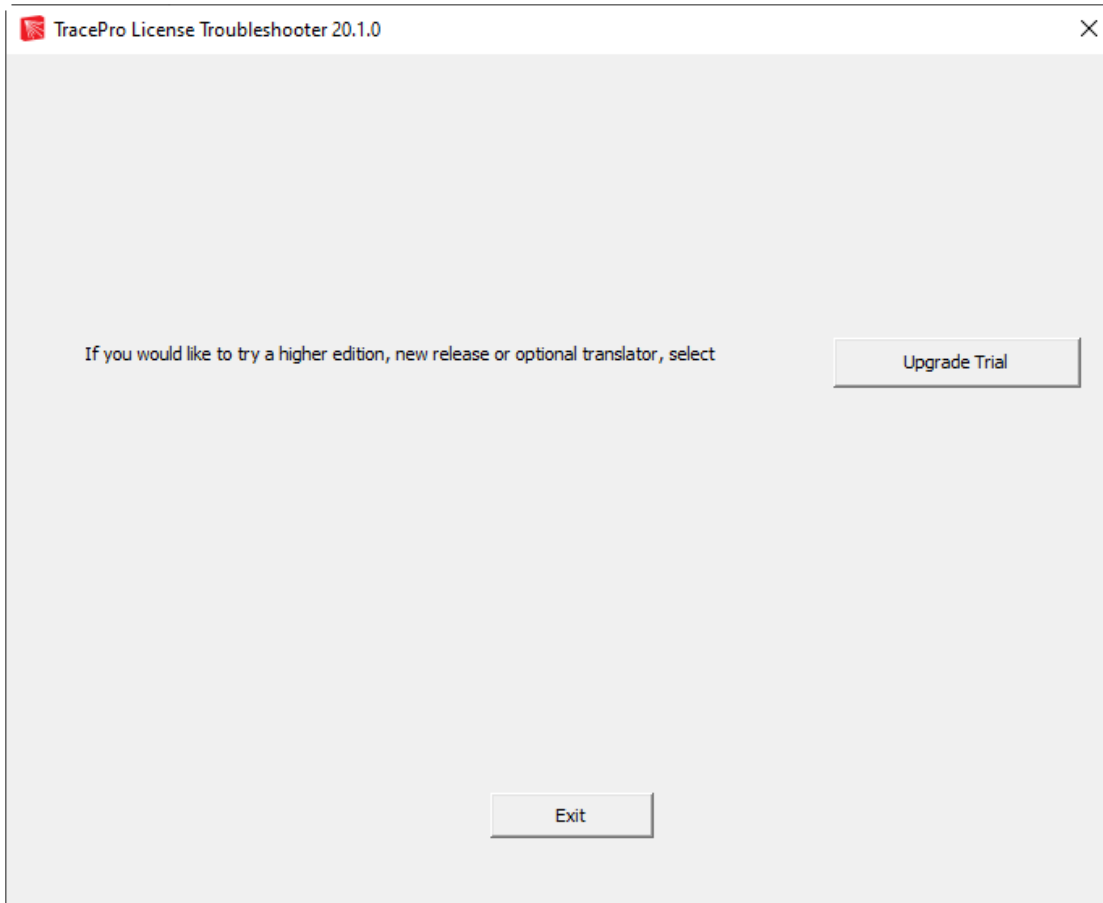 TracePro License Troubleshooter 20.1.0
If you would like to try a higher edition, new release or optional translator, select
Upgrade Trial
Exit